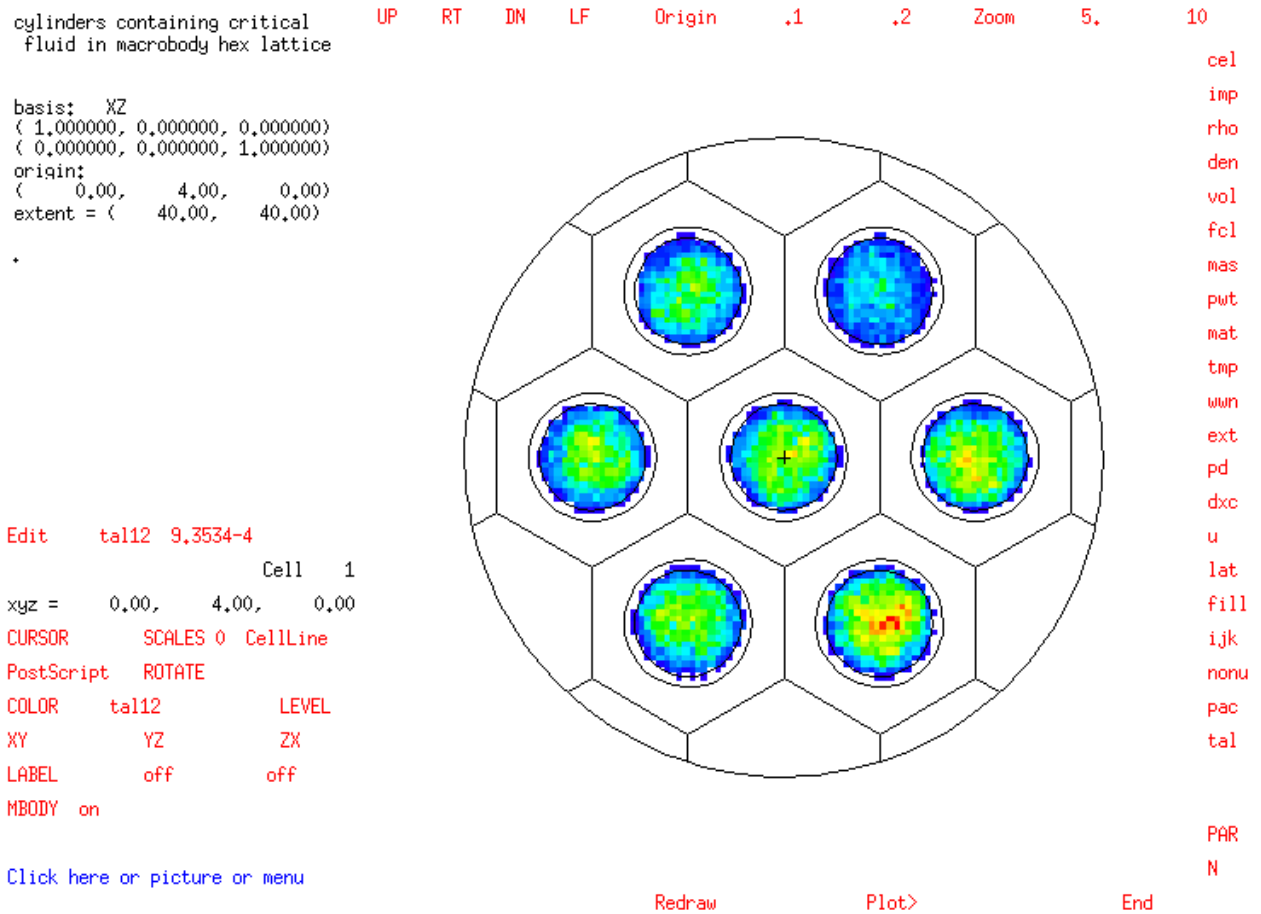 cylinders containing critical
fluid in macrobody hex lattice
UP RT DN LF Origin .1 .2 Zoom 5. 10
basis: XZ
( 1.000000, 0.000000, 0.000000)
( 0.000000, 0.000000, 1.000000)
origin:
( 0.00, 4.00, 0.00)
extent = ( 40.00, 40.00)
cel
imp
rho
den
vol
fcl
mas
pwt
mat
tmp
wwn
ext
pd
dxc
u
lat
fill
ijk
nonu
pac
tal
PAR
N
Edit tal12 9.3534-4
Cell 1
xyz = 0.00, 4.00, 0.00
CURSOR SCALES 0 CellLine
PostScript ROTATE
COLOR tal12 LEVEL
XY YZ ZX
LABEL off off
MBODY on
Click here or picture or menu
Redraw Plot> End